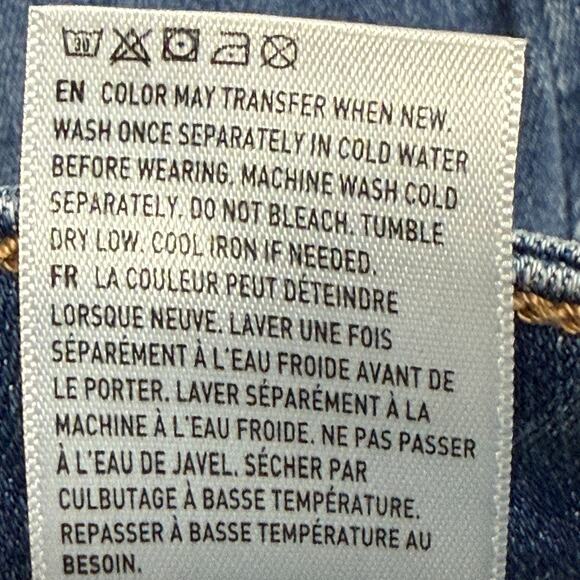 30
EN COLOR MAY TRANSFER WHEN NEW.
WASH ONCE SEPARATELY IN COLD WATER
BEFORE WEARING. MACHINE WASH COLD
SEPARATELY. DO NOT BLEACH. TUMBLE
DRY LOW. COOL IRON IF NEEDED.
FR LA COULEUR PEUT DÉTEINDRE
LORSQUE NEUVE. LAVER UNE FOIS
SÉPARÉMENT À L'EAU FROIDE AVANT DE
LE PORTER. LAVER SÉPARÉMENT À LA
MACHINE À L'EAU FROIDE. NE PAS PASSER
À L'EAU DE JAVEL. SÉCHER PAR
CULBUTAGE À BASSE TEMPÉRATURE.
REPASSER À BASSE TEMPÉRATURE AU
BESOIN.